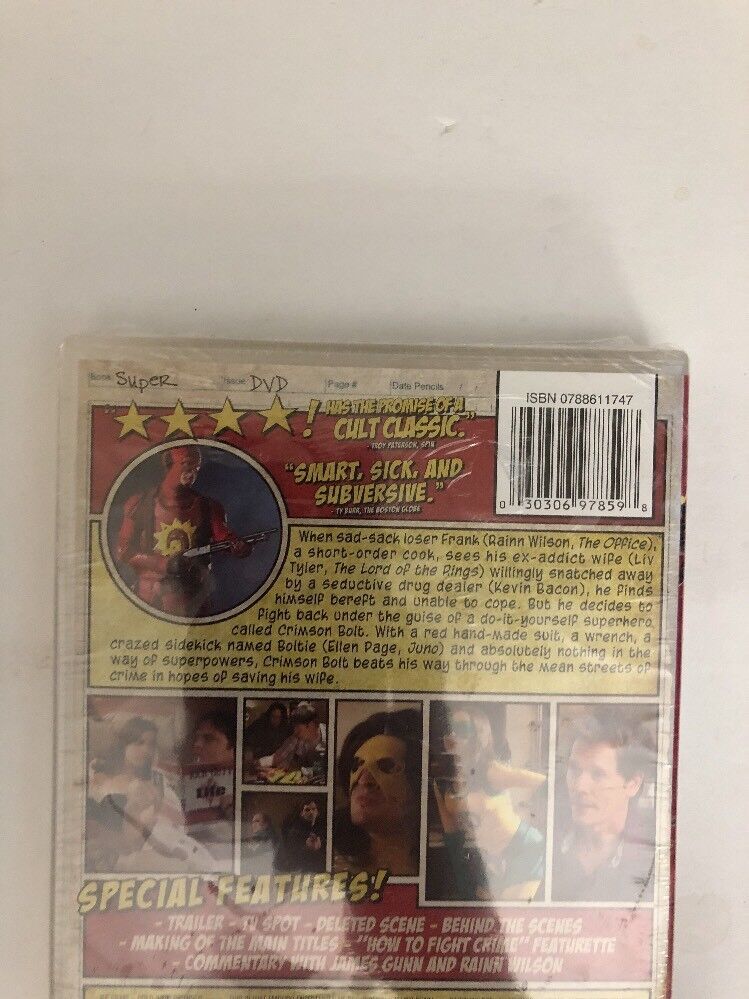 Book Super Issue DVD Page # Date Pencils / /
ISBN 0788611747
" ! HAS THE PROMISE OF A
CULT CLASSIC."
- TROY PATERSON, SPIN
"SMART, SICK, AND
SUBVERSIVE."
- TY BURR, THE BOSTON GLOBE
0 30306 97859 8
When sad-sack loser Frank (Rainn Wilson, The Office),
a short-order cook, sees his ex-addict wife (Liv
Tyler, The Lord of the Rings) willingly snatched away
by a seductive drug dealer (Kevin Bacon), he finds
himself bereft and unable to cope. But he decides to
fight back under the guise of a do-it-yourself superhero
called Crimson Bolt. With a red hand-made suit, a wrench, a
crazed sidekick named Boltie (Ellen Page, Juno) and absolutely nothing in the
way of superpowers, Crimson Bolt beats his way through the mean streets of
crime in hopes of saving his wife.
SPECIAL FEATURES!
- TRAILER - TV SPOT - DELETED SCENE - BEHIND THE SCENES
- MAKING OF THE MAIN TITLES - "HOW TO FIGHT CRIME" FEATURETTE
- COMMENTARY WITH JAMES GUNN AND RAINN WILSON